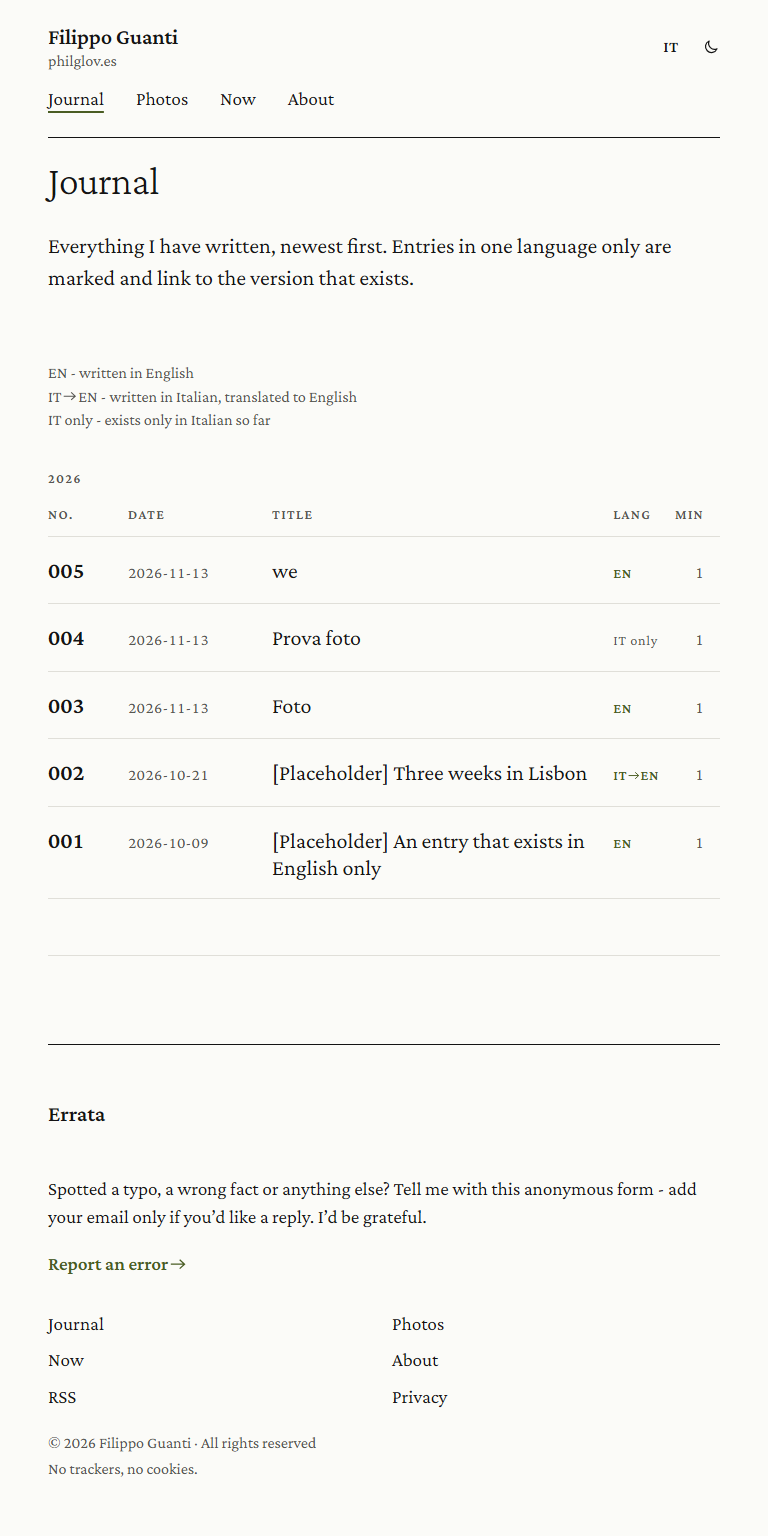 Filippo Guanti
philglov.es
IT
Journal Photos Now About
Journal
Everything I have written, newest first. Entries in one language only are
marked and link to the version that exists.
EN - written in English
IT→EN - written in Italian, translated to English
IT only - exists only in Italian so far
2026
NO. DATE TITLE LANG MIN
005 2026-11-13 we EN 1
004 2026-11-13 Prova foto IT only 1
003 2026-11-13 Foto EN 1
002 2026-10-21 [Placeholder] Three weeks in Lisbon IT→EN 1
001 2026-10-09 [Placeholder] An entry that exists in EN 1
English only
Errata
Spotted a typo, a wrong fact or anything else? Tell me with this anonymous form - add
your email only if you’d like a reply. I’d be grateful.
Report an error→
Journal Photos
Now About
RSS Privacy
© 2026 Filippo Guanti · All rights reserved
No trackers, no cookies.